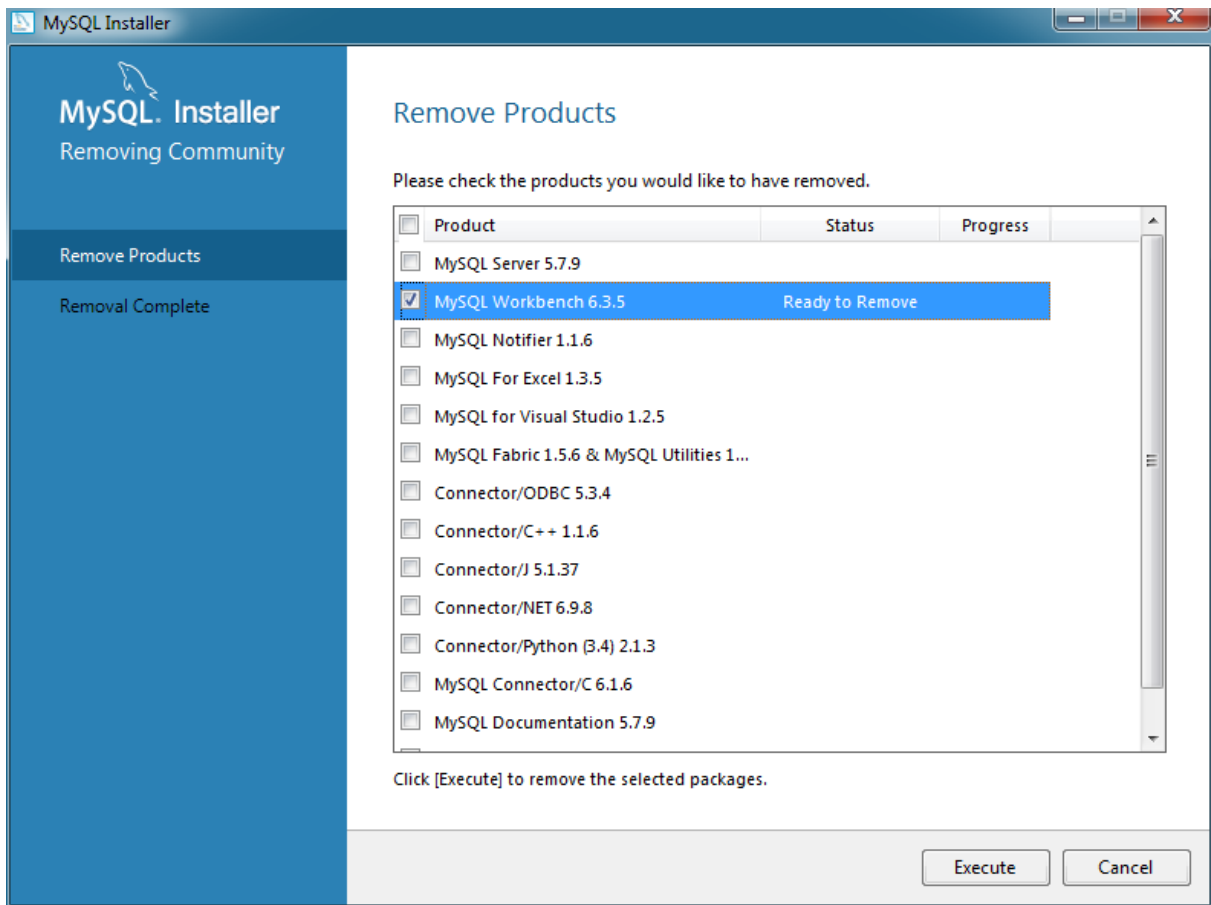 MySQL Installer
MySQL. Installer
Removing Community
Remove Products
Removal Complete
Remove Products
Please check the products you would like to have removed.
Product Status Progress
MySQL Server 5.7.9
MySQL Workbench 6.3.5 Ready to Remove
MySQL Notifier 1.1.6
MySQL For Excel 1.3.5
MySQL for Visual Studio 1.2.5
MySQL Fabric 1.5.6 & MySQL Utilities 1...
Connector/ODBC 5.3.4
Connector/C++ 1.1.6
Connector/J 5.1.37
Connector/NET 6.9.8
Connector/Python (3.4) 2.1.3
MySQL Connector/C 6.1.6
MySQL Documentation 5.7.9
Click [Execute] to remove the selected packages.
Execute Cancel